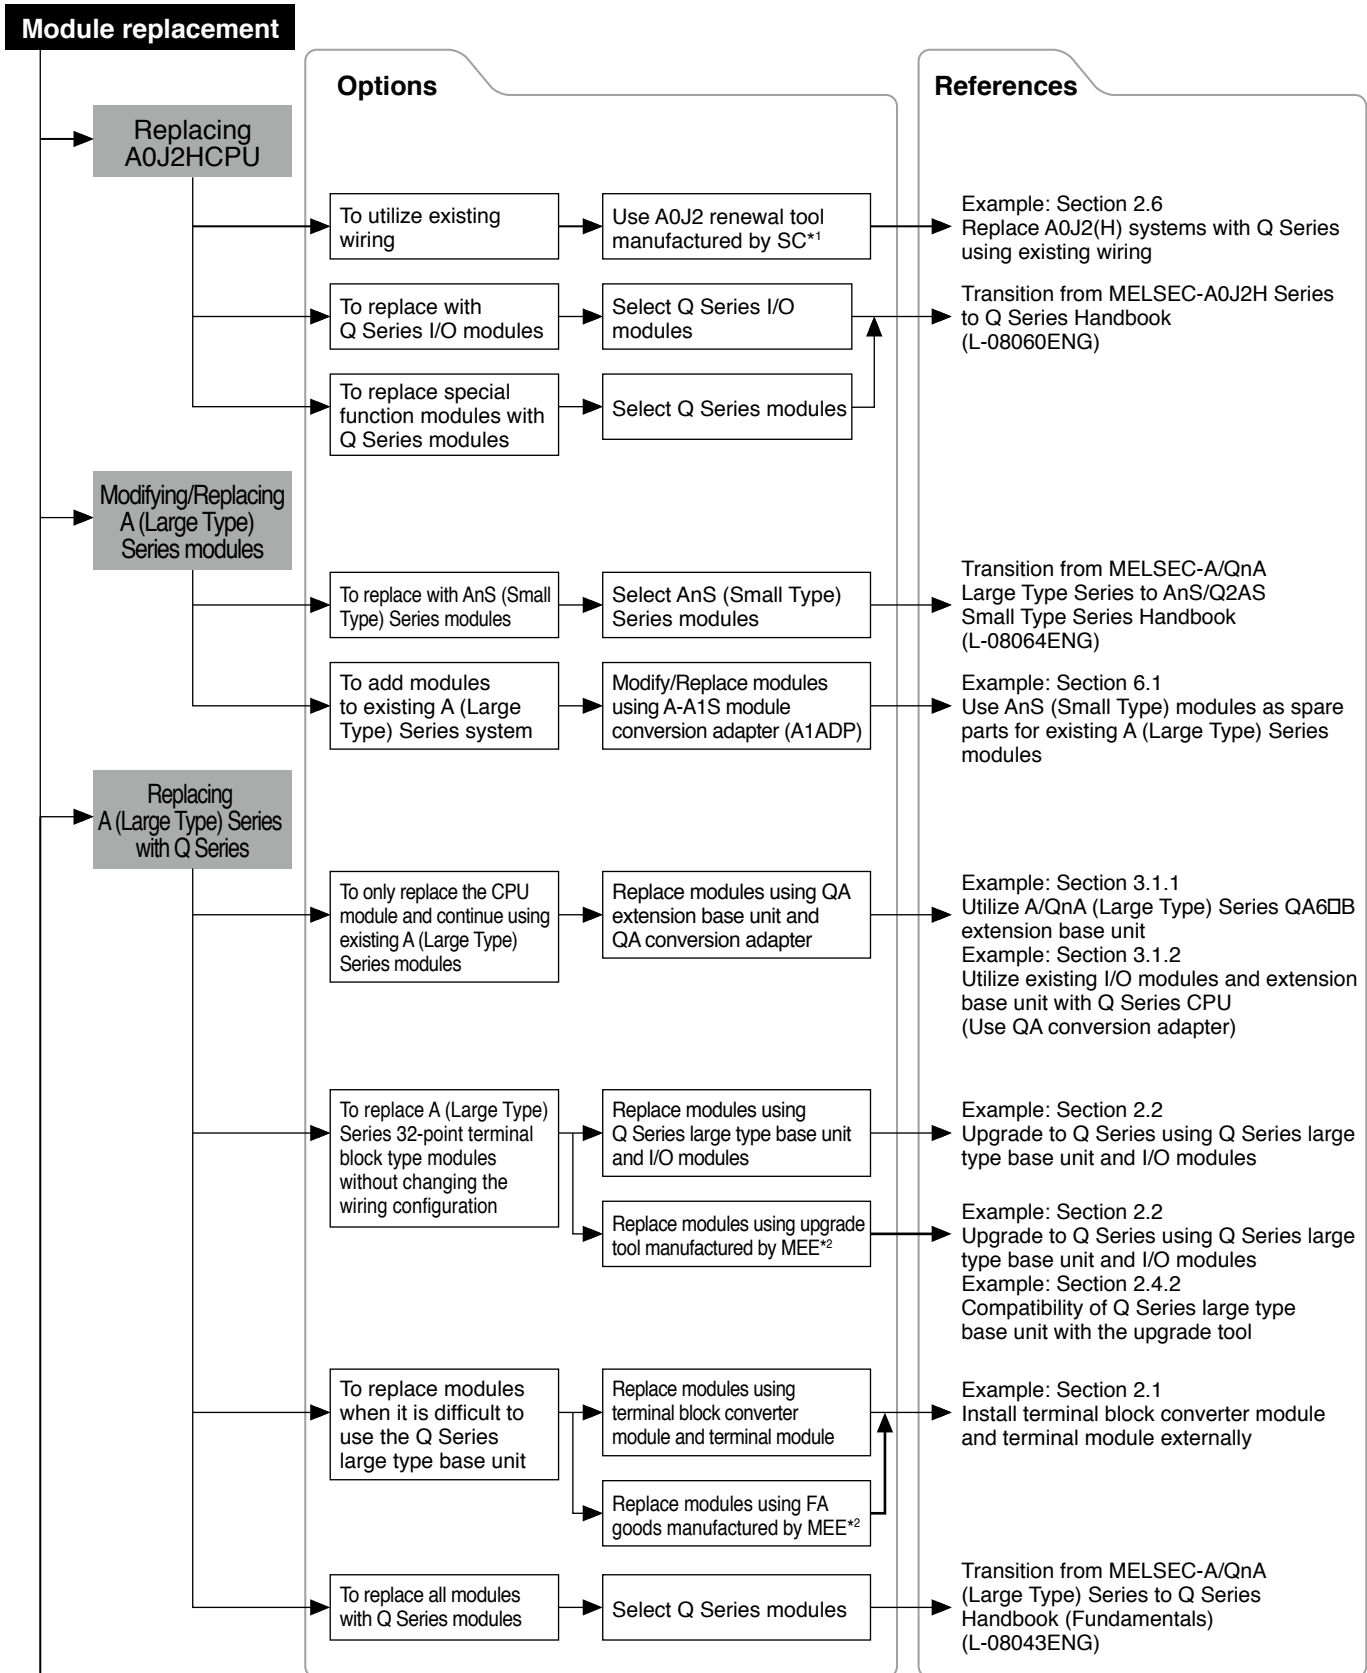 Module replacement
Options
References
Replacing
A0J2HCPU
To utilize existing
wiring
Use A0J2 renewal tool
manufactured by SC*1
Example: Section 2.6
Replace A0J2(H) systems with Q Series
using existing wiring
To replace with
Q Series I/O modules
Select Q Series I/O
modules
Transition from MELSEC-A0J2H Series
to Q Series Handbook
(L-08060ENG)
To replace special
function modules with
Q Series modules
Select Q Series modules
Modifying/Replacing
A (Large Type)
Series modules
To replace with AnS (Small
Type) Series modules
Select AnS (Small Type)
Series modules
Transition from MELSEC-A/QnA
Large Type Series to AnS/Q2AS
Small Type Series Handbook
(L-08064ENG)
To add modules
to existing A (Large
Type) Series system
Modify/Replace modules
using A-A1S module
conversion adapter (A1ADP)
Example: Section 6.1
Use AnS (Small Type) modules as spare
parts for existing A (Large Type) Series
modules
Replacing
A (Large Type) Series
with Q Series
To only replace the CPU
module and continue using
existing A (Large Type)
Series modules
Replace modules using QA
extension base unit and
QA conversion adapter
Example: Section 3.1.1
Utilize A/QnA (Large Type) Series QA6□B
extension base unit
Example: Section 3.1.2
Utilize existing I/O modules and extension
base unit with Q Series CPU
(Use QA conversion adapter)
To replace A (Large Type)
Series 32-point terminal
block type modules
without changing the
wiring configuration
Replace modules using
Q Series large type base unit
and I/O modules
Example: Section 2.2
Upgrade to Q Series using Q Series large
type base unit and I/O modules
Replace modules using upgrade
tool manufactured by MEE*2
Example: Section 2.2
Upgrade to Q Series using Q Series large
type base unit and I/O modules
Example: Section 2.4.2
Compatibility of Q Series large type
base unit with the upgrade tool
To replace modules
when it is difficult to
use the Q Series
large type base unit
Replace modules using
terminal block converter
module and terminal module
Example: Section 2.1
Install terminal block converter module
and terminal module externally
Replace modules using FA
goods manufactured by MEE*2
To replace all modules
with Q Series modules
Select Q Series modules
Transition from MELSEC-A/QnA
(Large Type) Series to Q Series
Handbook (Fundamentals)
(L-08043ENG)